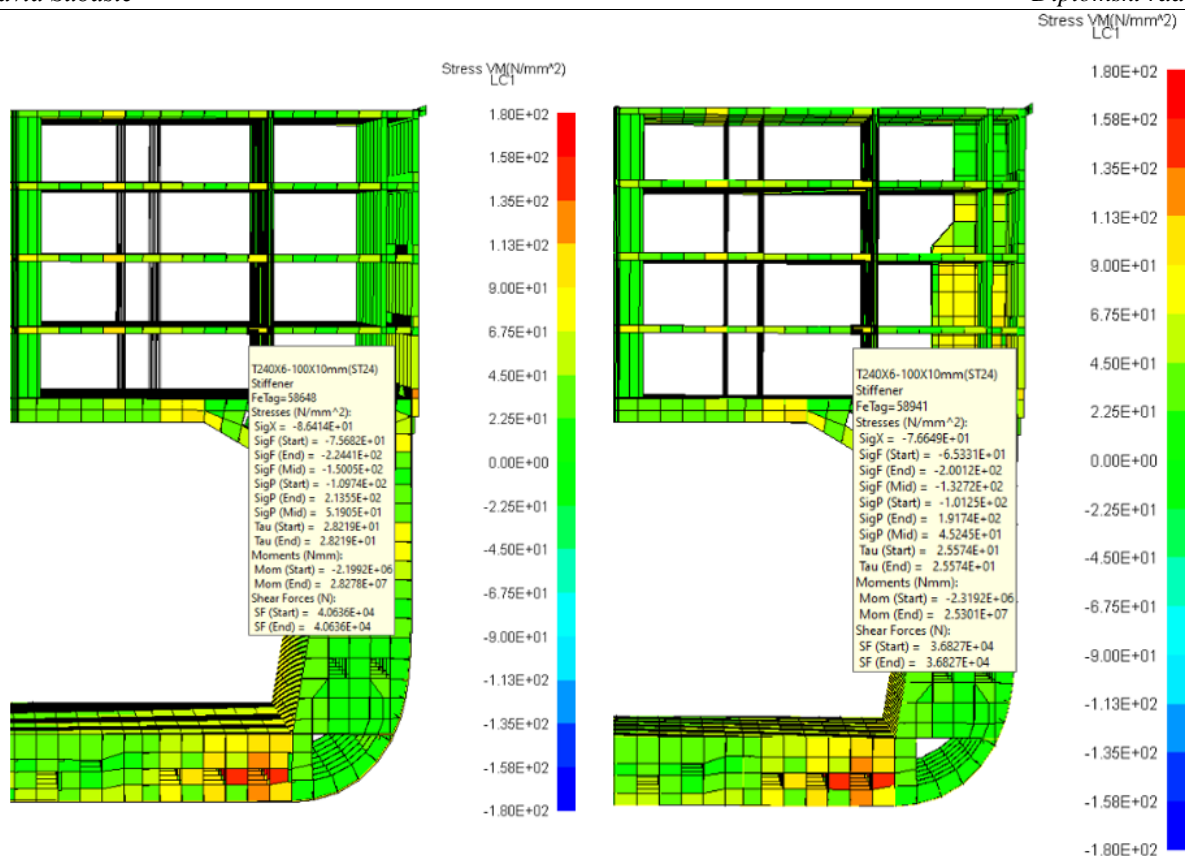 Diplomski rad
Stress VM(N/mm^2)
LC1
1.80E+02
1.58E+02
1.35E+02
1.13E+02
9.00E+01
6.75E+01
4.50E+01
2.25E+01
0.00E+00
-2.25E+01
-4.50E+01
-6.75E+01
-9.00E+01
-1.13E+02
-1.35E+02
-1.58E+02
-1.80E+02
T240X6-100X10mm(ST24)
Stiffener
FeTag=58648
Stresses (N/mm^2):
SigX = -8.6414E+01
SigF (Start) = -7.5682E+01
SigF (End) = -2.2441E+02
SigF (Mid) = -1.5005E+02
SigP (Start) = -1.0974E+02
SigP (End) = 2.1355E+02
SigP (Mid) = 5.1905E+01
Tau (Start) = 2.8219E+01
Tau (End) = 2.8219E+01
Moments (Nmm):
Mom (Start) = -2.1992E+06
Mom (End) = 2.8278E+07
Shear Forces (N):
SF (Start) = 4.0636E+04
SF (End) = 4.0636E+04
Stress VM(N/mm^2)
LC1
1.80E+02
1.58E+02
1.35E+02
1.13E+02
9.00E+01
6.75E+01
4.50E+01
2.25E+01
0.00E+00
-2.25E+01
-4.50E+01
-6.75E+01
-9.00E+01
-1.13E+02
-1.35E+02
-1.58E+02
-1.80E+02
T240X6-100X10mm(ST24)
Stiffener
FeTag=58941
Stresses (N/mm^2):
SigX = -7.6649E+01
SigF (Start) = -6.5331E+01
SigF (End) = -2.0012E+02
SigF (Mid) = -1.3272E+02
SigP (Start) = -1.0125E+02
SigP (End) = 1.9174E+02
SigP (Mid) = 4.5245E+01
Tau (Start) = 2.5574E+01
Tau (End) = 2.5574E+01
Moments (Nmm):
Mom (Start) = -2.3192E+06
Mom (End) = 2.5301E+07
Shear Forces (N):
SF (Start) = 3.6827E+04
SF (End) = 3.6827E+04